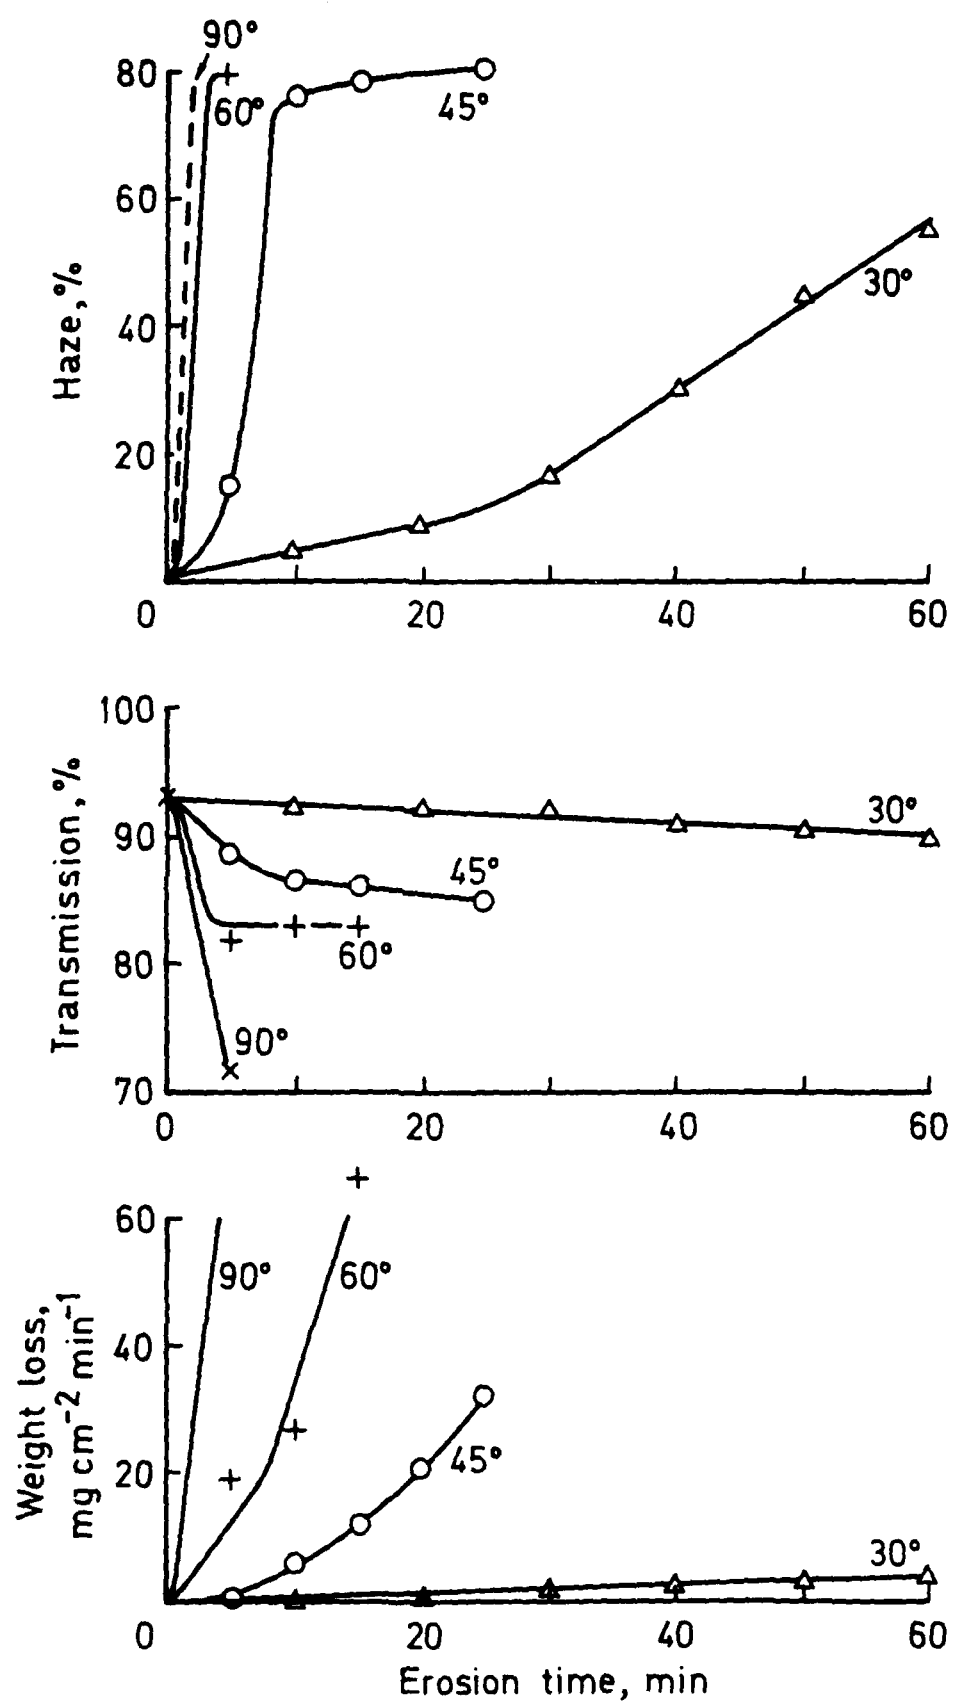 90°
80
60°
45°
60
30°
40
20
Haze, %
0 20 40 60
100
90
80
70
Transmission, %
30°
45°
60°
90°
0 20 40 60
60
40
20
Weight loss,
mg cm⁻² min⁻¹
90° 60°
45°
30°
0 20 40 60
Erosion time, min